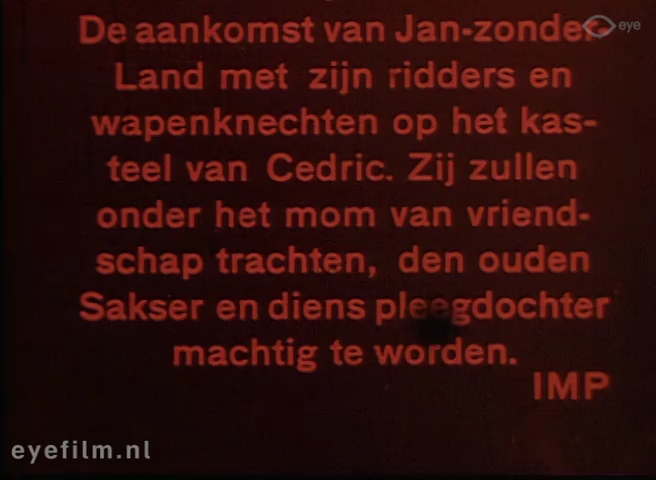 De aankomst van Jan-zonder-
Land met zijn ridders en
wapenknechten op het kas-
teel van Cedric. Zij zullen
onder het mom van vriend-
schap trachten, den ouden
Sakser en diens pleegdochter
machtig te worden.
IMP
eye
eyefilm.nl